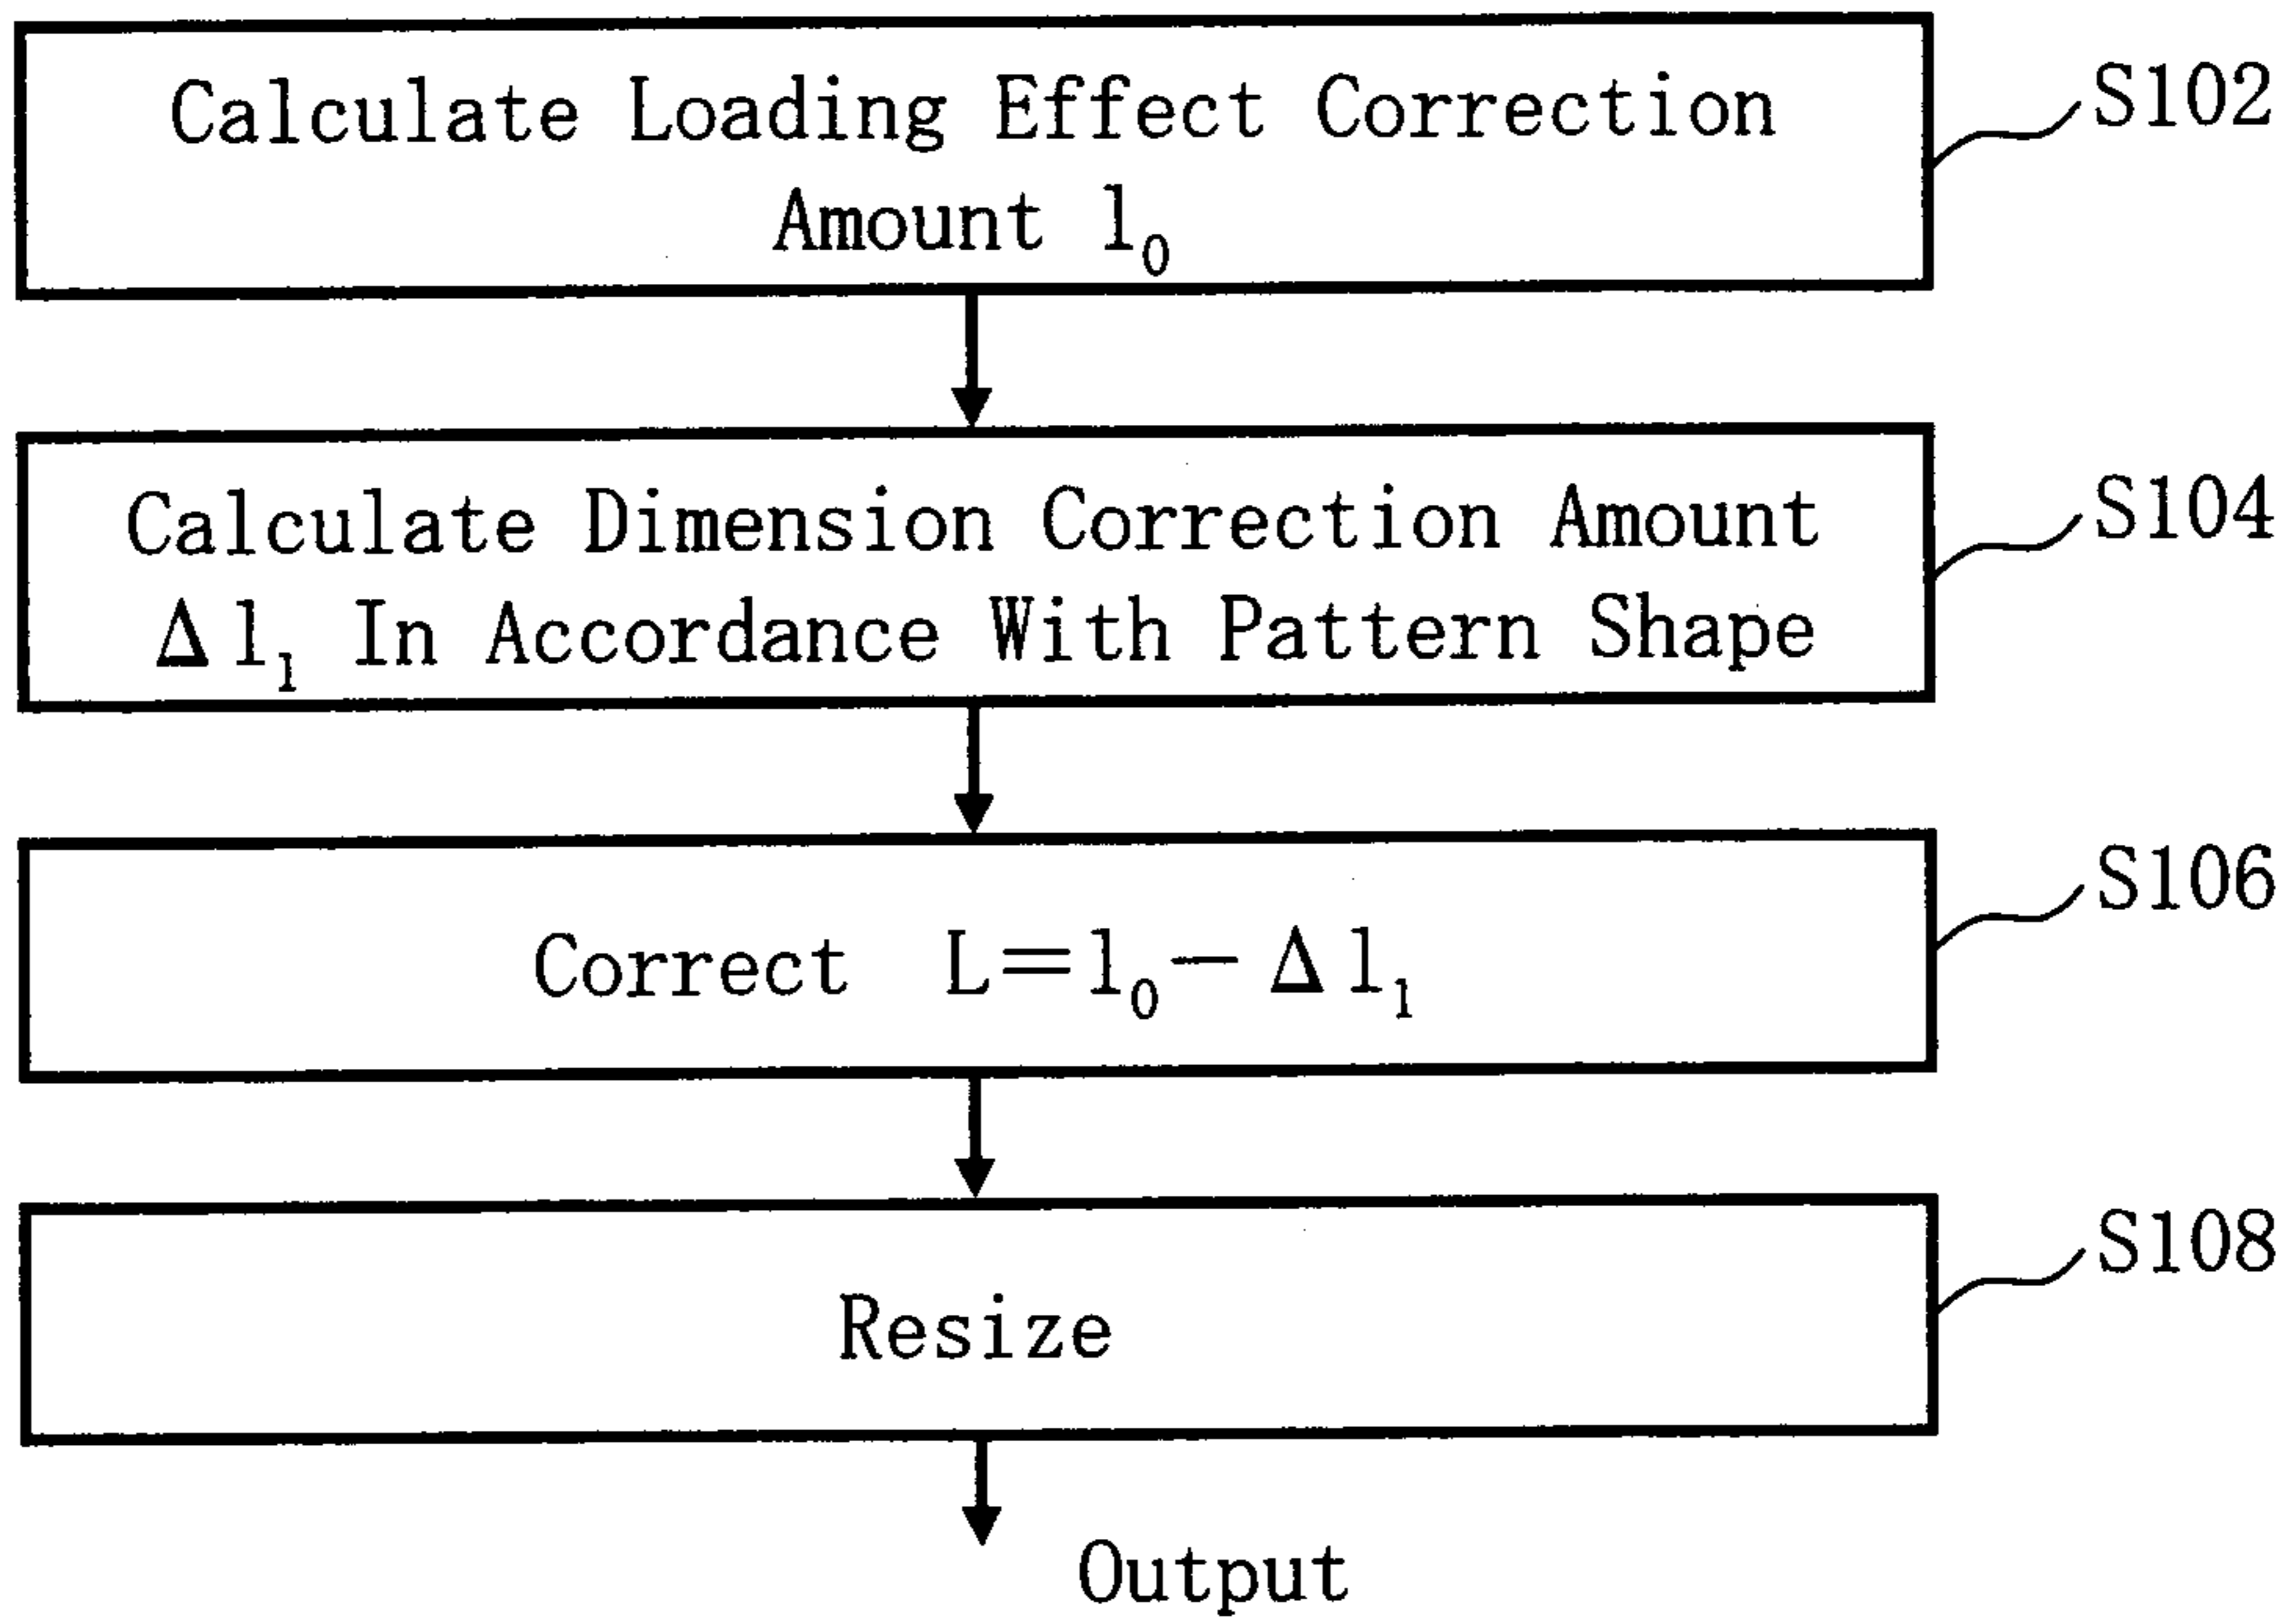 Calculate Loading Effect Correction
Amount l₀
S102
Calculate Dimension Correction Amount
Δl₁ In Accordance With Pattern Shape
S104
Correct L=l₀−Δl₁
S106
Resize
S108
Output